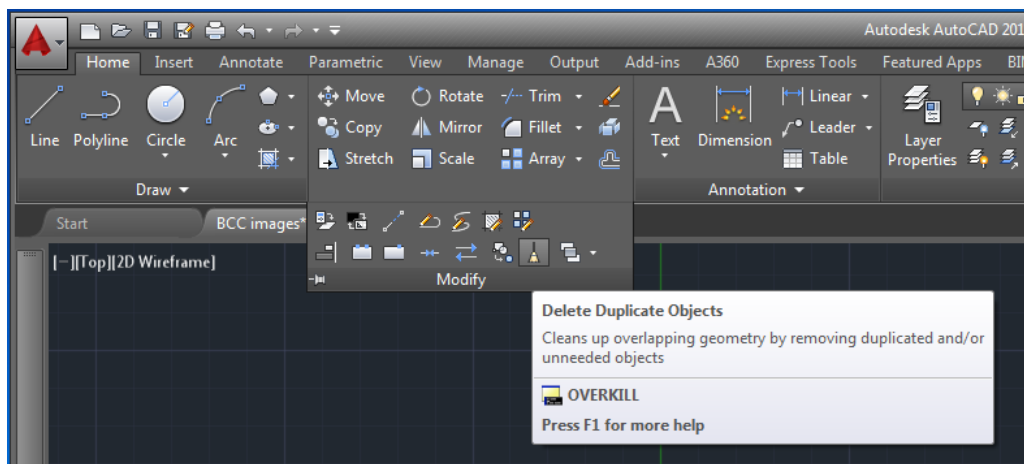 Autodesk AutoCAD 201
Home Insert Annotate Parametric View Manage Output Add-ins A360 Express Tools Featured Apps BI
Line Polyline Circle Arc
Move Rotate Trim
Copy Mirror Fillet
Stretch Scale Array
Text Dimension
Linear
Leader
Table
Layer
Properties
Draw
Annotation
Start BCC images*
[−][Top][2D Wireframe]
Modify
Delete Duplicate Objects
Cleans up overlapping geometry by removing duplicated and/or
unneeded objects
OVERKILL
Press F1 for more help